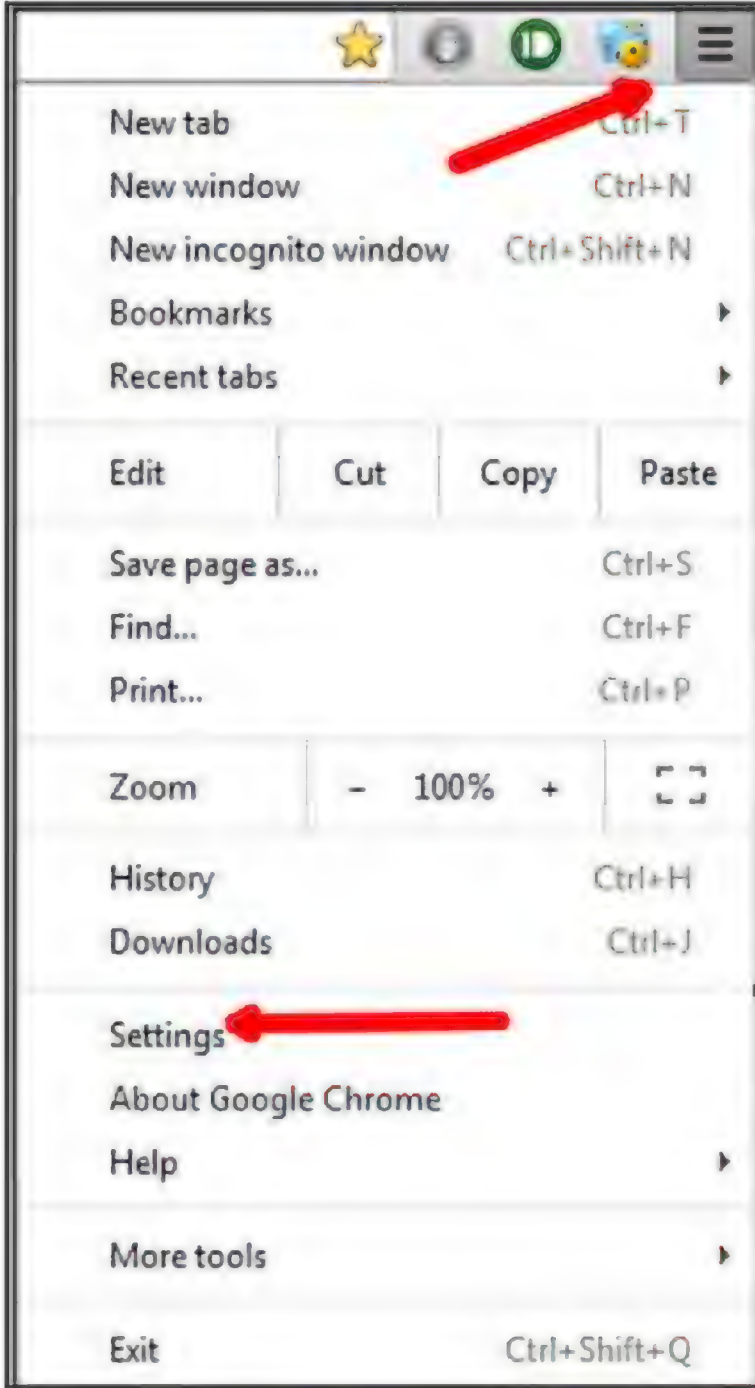 New tab Ctrl+T
New window Ctrl+N
New incognito window Ctrl+Shift+N
Bookmarks
Recent tabs
Edit Cut Copy Paste
Save page as... Ctrl+S
Find... Ctrl+F
Print... Ctrl+P
Zoom - 100% +
History Ctrl+H
Downloads Ctrl+J
Settings
About Google Chrome
Help
More tools
Exit Ctrl+Shift+Q